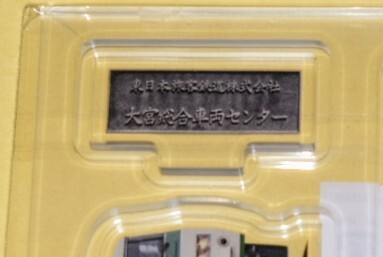 東日本旅客鉄道株式会社
大宮総合車両センター